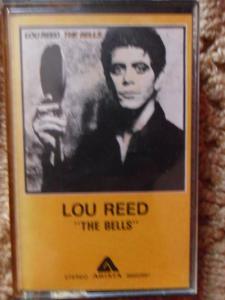 LOU REED THE BELLS
LOU REED
"THE BELLS"
STEREO ARISTA